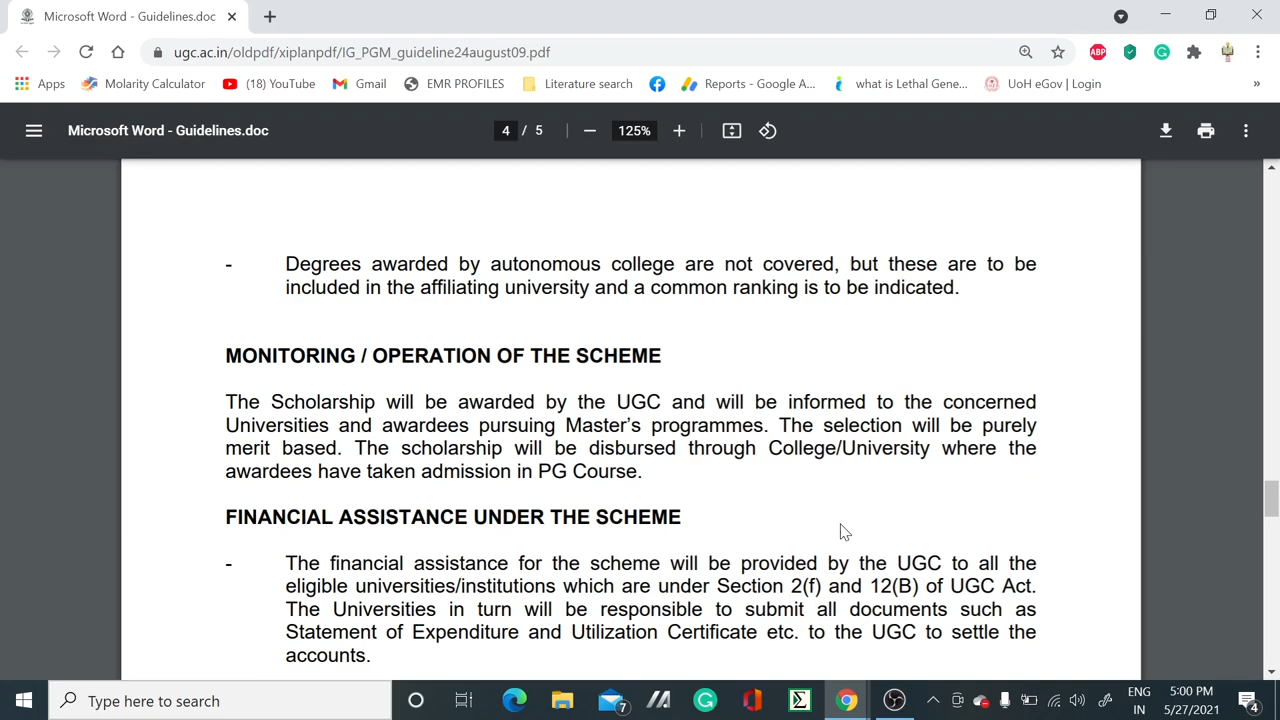 Microsoft Word - Guidelines.doc
ugc.ac.in/oldpdf/xiplanpdf/IG_PGM_guideline24august09.pdf
ABP
Apps Molarity Calculator (18) YouTube Gmail EMR PROFILES Literature search Reports - Google A... what is Lethal Gene... UoH eGov | Login »
Microsoft Word - Guidelines.doc 4 / 5 125%
- Degrees awarded by autonomous college are not covered, but these are to be
included in the affiliating university and a common ranking is to be indicated.
MONITORING / OPERATION OF THE SCHEME
The Scholarship will be awarded by the UGC and will be informed to the concerned
Universities and awardees pursuing Master's programmes. The selection will be purely
merit based. The scholarship will be disbursed through College/University where the
awardees have taken admission in PG Course.
FINANCIAL ASSISTANCE UNDER THE SCHEME
- The financial assistance for the scheme will be provided by the UGC to all the
eligible universities/institutions which are under Section 2(f) and 12(B) of UGC Act.
The Universities in turn will be responsible to submit all documents such as
Statement of Expenditure and Utilization Certificate etc. to the UGC to settle the
accounts.
Type here to search
7
ENG
IN
5:00 PM
5/27/2021
4